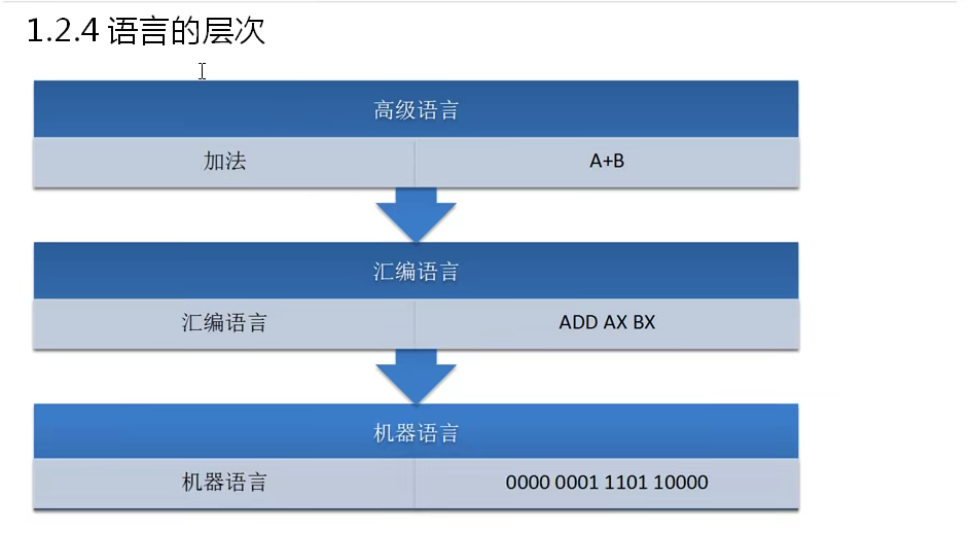 1.2.4 语言的层次
高级语言
加法 A+B
汇编语言
汇编语言 ADD AX BX
机器语言
机器语言 0000 0001 1101 10000